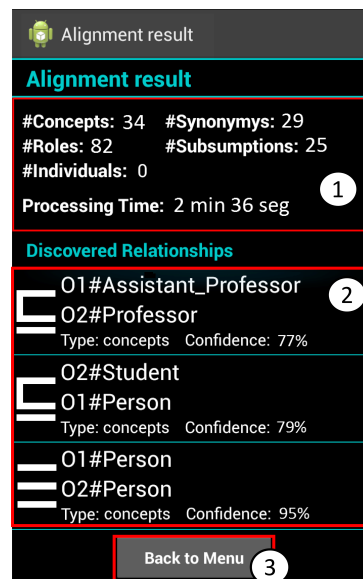 Alignment result
Alignment result
#Concepts: 34 #Synonymys: 29
#Roles: 82 #Subsumptions: 25
#Individuals: 0
1
Processing Time: 2 min 36 seg
Discovered Relationships
O1#Assistant_Professor
2
O2#Professor
Type: concepts Confidence: 77%
O2#Student
O1#Person
Type: concepts Confidence: 79%
O1#Person
O2#Person
Type: concepts Confidence: 95%
Back to Menu
3